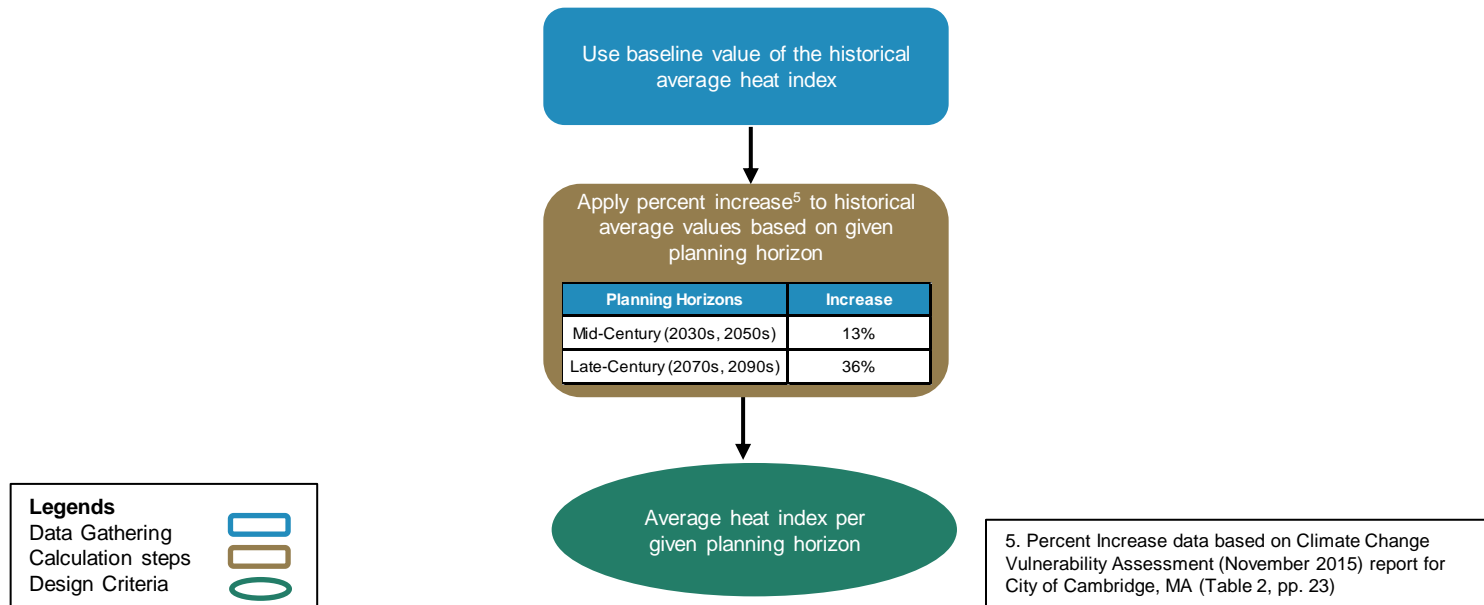 Use baseline value of the historical
average heat index
Apply percent increase⁵ to historical
average values based on given
planning horizon
Planning Horizons Increase
Mid-Century (2030s, 2050s) 13%
Late-Century (2070s, 2090s) 36%
Average heat index per
given planning horizon
Legends
Data Gathering
Calculation steps
Design Criteria
5. Percent Increase data based on Climate Change
Vulnerability Assessment (November 2015) report for
City of Cambridge, MA (Table 2, pp. 23)